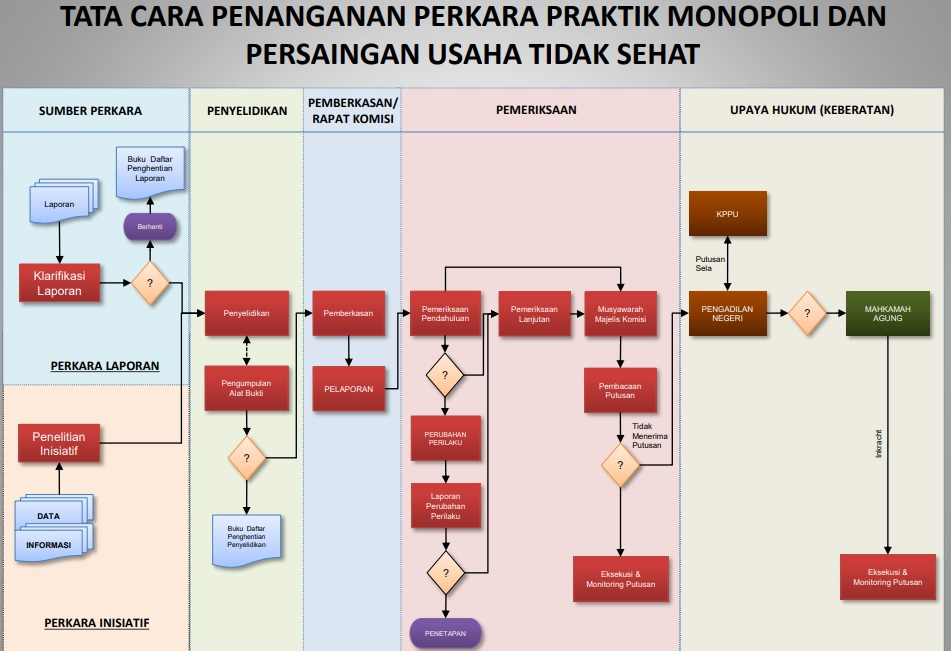 TATA CARA PENANGANAN PERKARA PRAKTIK MONOPOLI DAN
PERSAINGAN USAHA TIDAK SEHAT
SUMBER PERKARA
PENYELIDIKAN
PEMBERKASAN/
RAPAT KOMISI
PEMERIKSAAN
UPAYA HUKUM (KEBERATAN)
Buku Daftar
Penghentian
Laporan
Laporan
Berhenti
Klarifikasi
Laporan
?
PERKARA LAPORAN
Penelitian
Inisiatif
DATA
INFORMASI
PERKARA INISIATIF
Penyelidikan
Pengumpulan
Alat Bukti
?
Buku Daftar
Penghentian
Penyelidikan
Pemberkasan
PELAPORAN
Pemeriksaan
Pendahuluan
?
PERUBAHAN
PERILAKU
Laporan
Perubahan
Perilaku
?
PENETAPAN
Pemeriksaan
Lanjutan
Musyawarah
Majelis Komisi
Pembacaan
Putusan
Tidak
Menerima
Putusan
?
Eksekusi &
Monitoring Putusan
KPPU
Putusan
Sela
PENGADILAN
NEGERI
?
MAHKAMAH
AGUNG
Inkracht
Eksekusi &
Monitoring Putusan